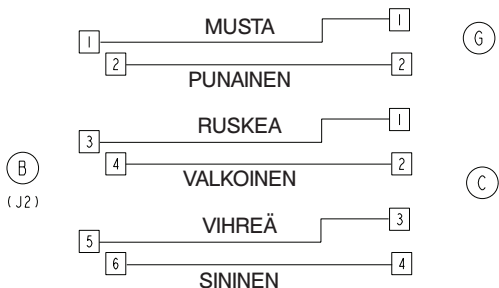 MUSTA 1
1
G
2 2
PUNAINEN
RUSKEA 1
3
4 2
B VALKOINEN C
(J2)
VIHREÄ 3
5
6 4
SININEN